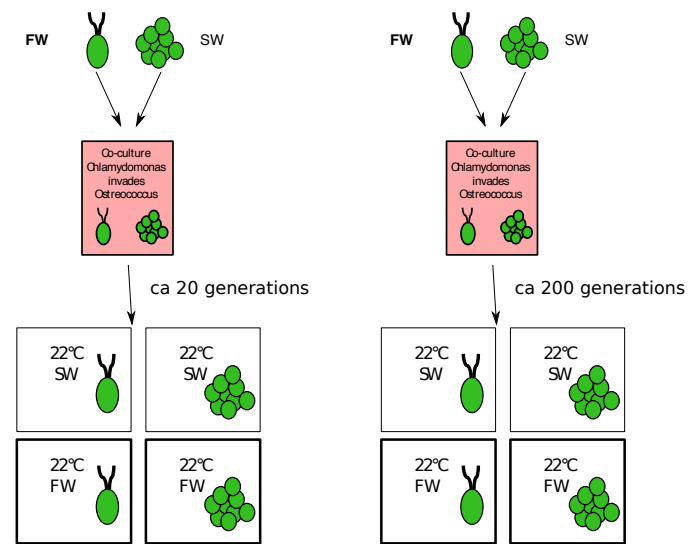 FW SW
Co-culture
Chlamydomonas
invades
Ostreococcus
ca 20 generations
22°C
SW
22°C
SW
22°C
FW
22°C
FW
FW SW
Co-culture
Chlamydomonas
invades
Ostreococcus
ca 200 generations
22°C
SW
22°C
SW
22°C
FW
22°C
FW